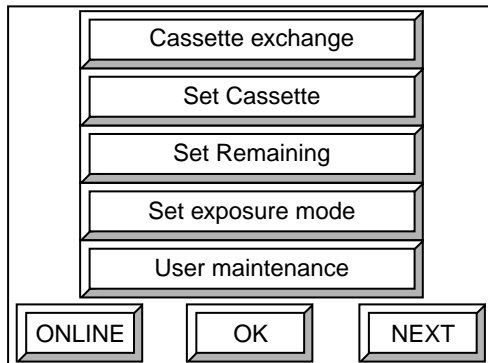 Cassette exchange
Set Cassette
Set Remaining
Set exposure mode
User maintenance
ONLINE OK NEXT